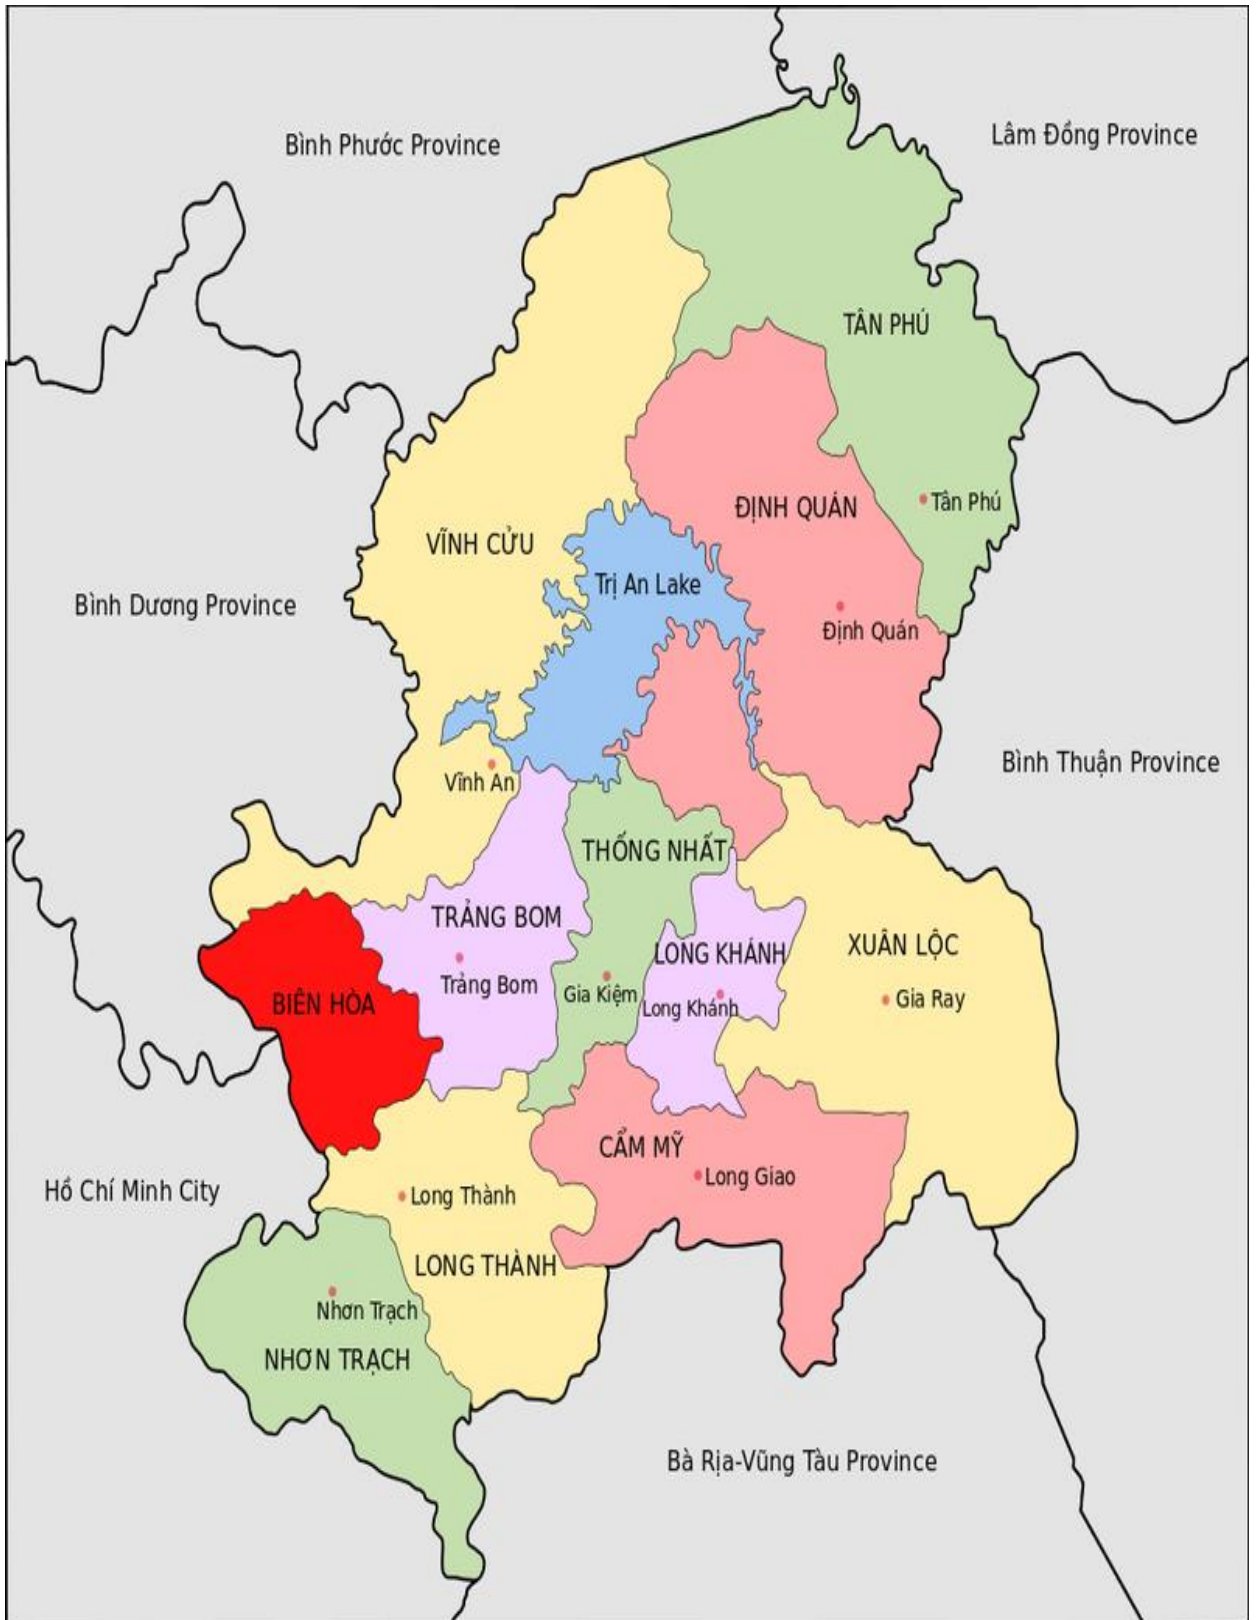 Lâm Đồng Province
Bình Phước Province
TÂN PHÚ
Tân Phú
ĐỊNH QUÁN
VĨNH CỬU
Trị An Lake
Bình Dương Province
Định Quán
Bình Thuận Province
Vĩnh An
THỐNG NHẤT
TRẢNG BOM
XUÂN LỘC
LONG KHÁNH
Trảng Bom
Gia Kiệm
Gia Ray
BIÊN HÒA
Long Khánh
CẨM MỸ
Long Giao
Hồ Chí Minh City
Long Thành
LONG THÀNH
Nhơn Trạch
NHƠN TRẠCH
Bà Rịa-Vũng Tàu Province